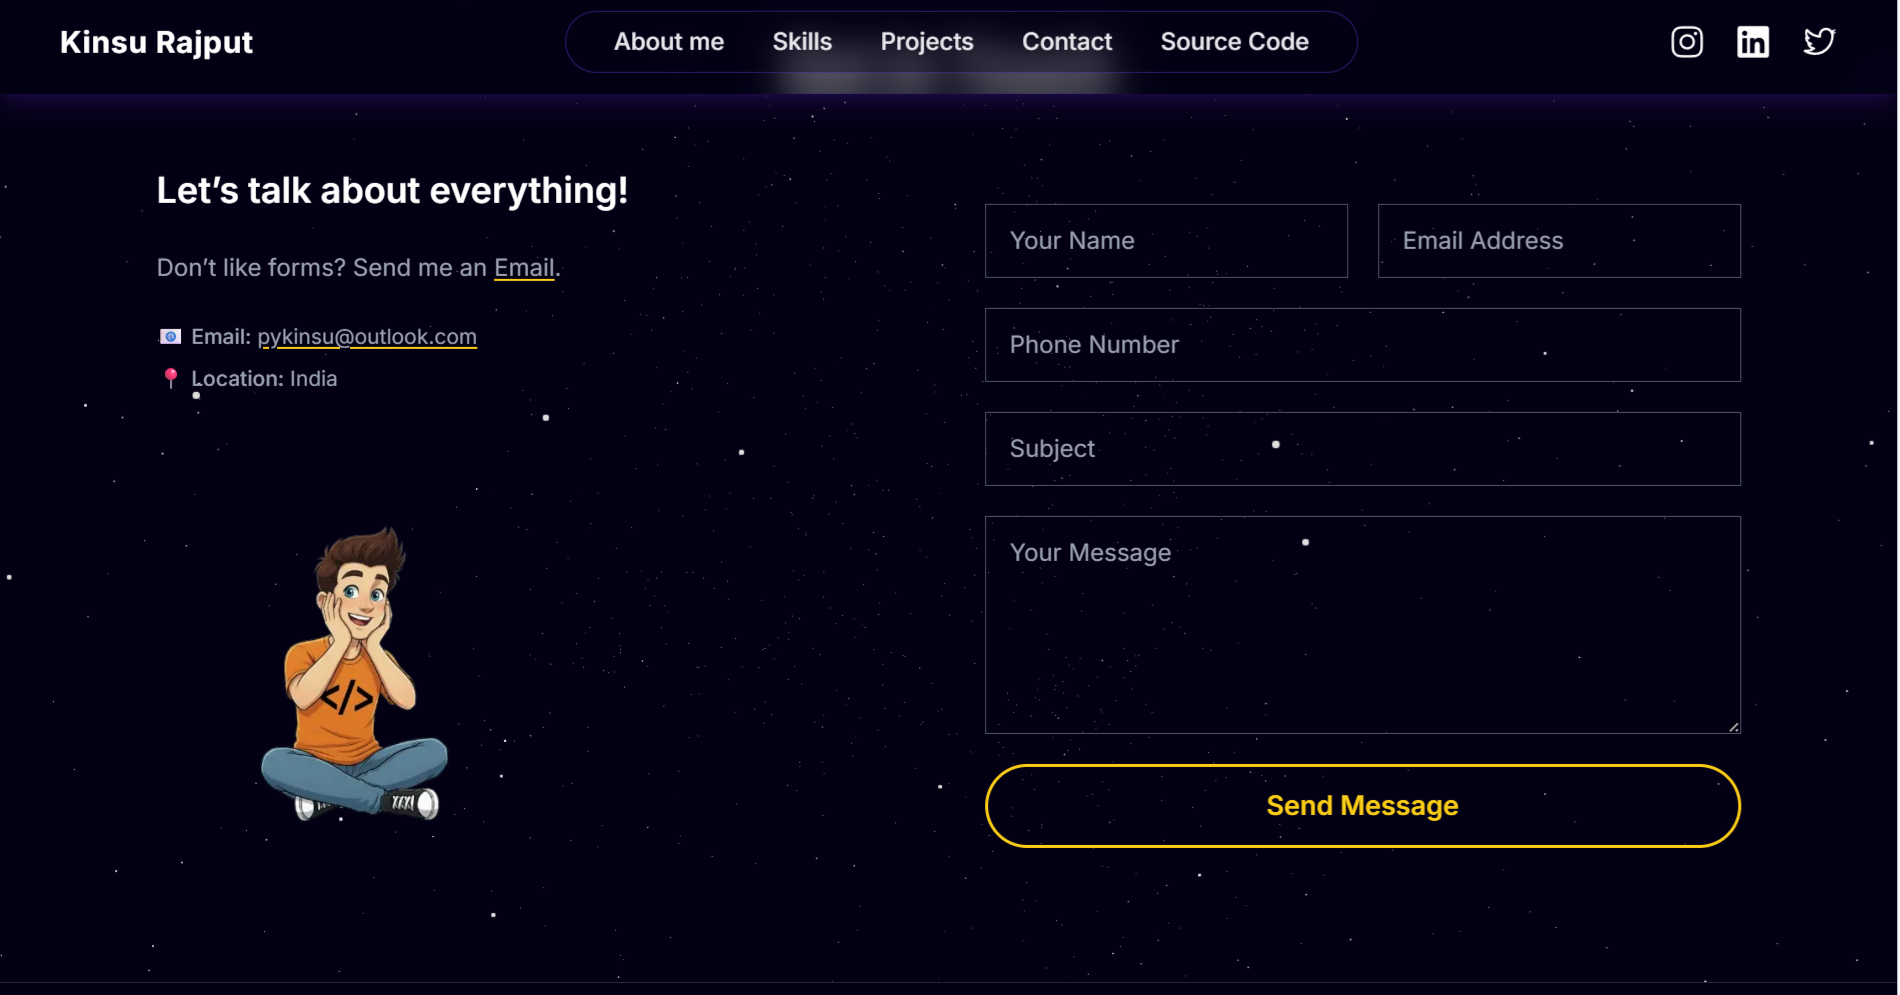 Kinsu Rajput
About me Skills Projects Contact Source Code
Let’s talk about everything!
Don’t like forms? Send me an Email.
Email: pykinsu@outlook.com
Location: India
</>
Your Name
Email Address
Phone Number
Subject
Your Message
Send Message